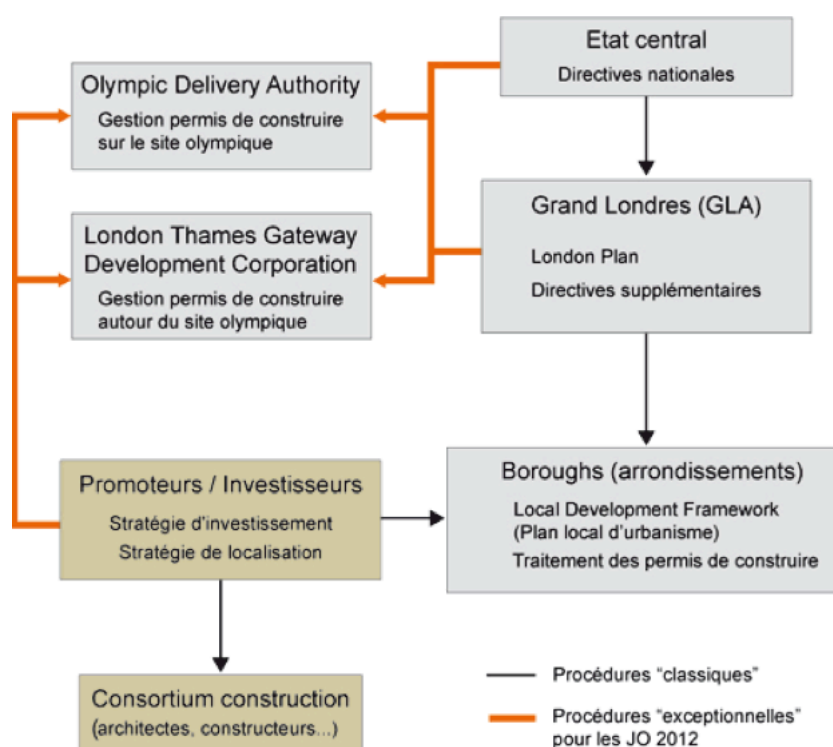 Etat central
Directives nationales
Olympic Delivery Authority
Gestion permis de construire
sur le site olympique
Grand Londres (GLA)
London Plan
Directives supplémentaires
London Thames Gateway
Development Corporation
Gestion permis de construire
autour du site olympique
Promoteurs / Investisseurs
Stratégie d'investissement
Stratégie de localisation
Boroughs (arrondissements)
Local Development Framework
(Plan local d'urbanisme)
Traitement des permis de construire
Consortium construction
(architectes, constructeurs...)
Procédures "classiques"
Procédures "exceptionnelles"
pour les JO 2012